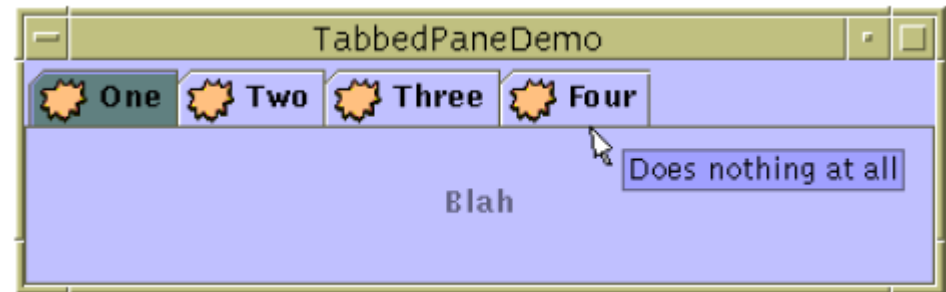 TabbedPaneDemo
One Two Three Four
Does nothing at all
Blah